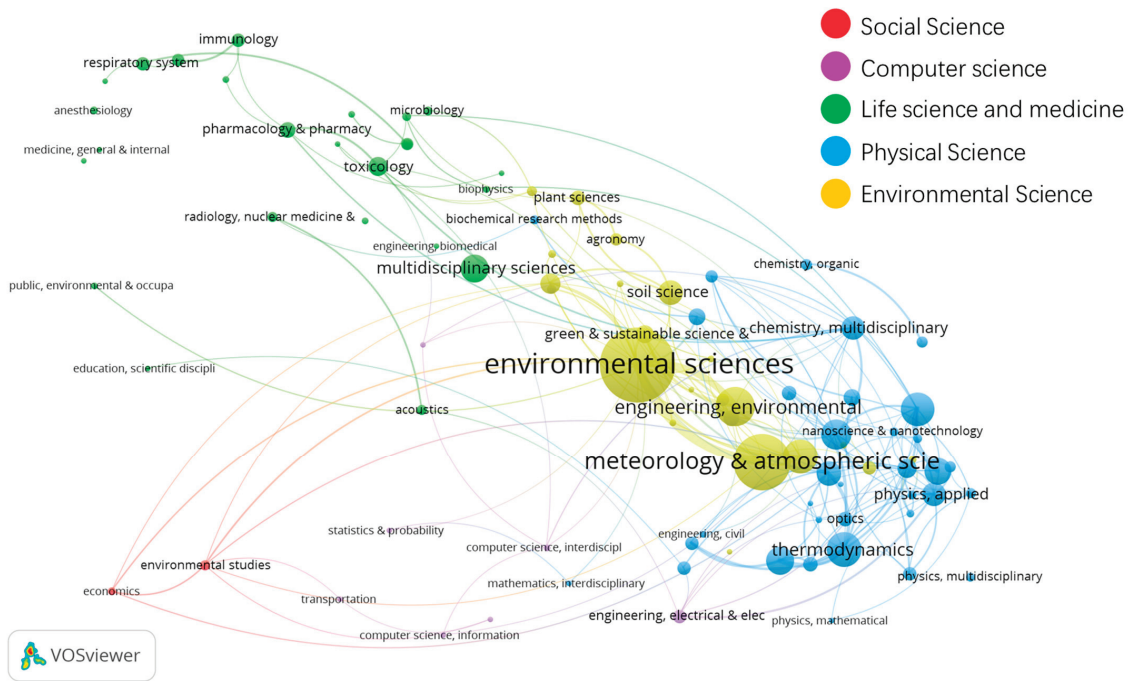 immunology
respiratory system
anesthesiology
microbiology
pharmacology & pharmacy
medicine, general & internal
toxicology
biophysics
plant sciences
radiology, nuclear medicine &
biochemical research methods
agronomy
engineering, biomedical
multidisciplinary sciences
chemistry, organic
public, environmental & occupa
soil science
green & sustainable science &
chemistry, multidisciplinary
environmental sciences
education, scientific discipli
acoustics
engineering, environmental
nanoscience & nanotechnology
meteorology & atmospheric scie
physics, applied
optics
statistics & probability
engineering, civil
computer science, interdiscipl
thermodynamics
environmental studies
mathematics, interdisciplinary
physics, multidisciplinary
economics
transportation
engineering, electrical & elec
physics, mathematical
computer science, information
Social Science
Computer science
Life science and medicine
Physical Science
Environmental Science
VOSviewer